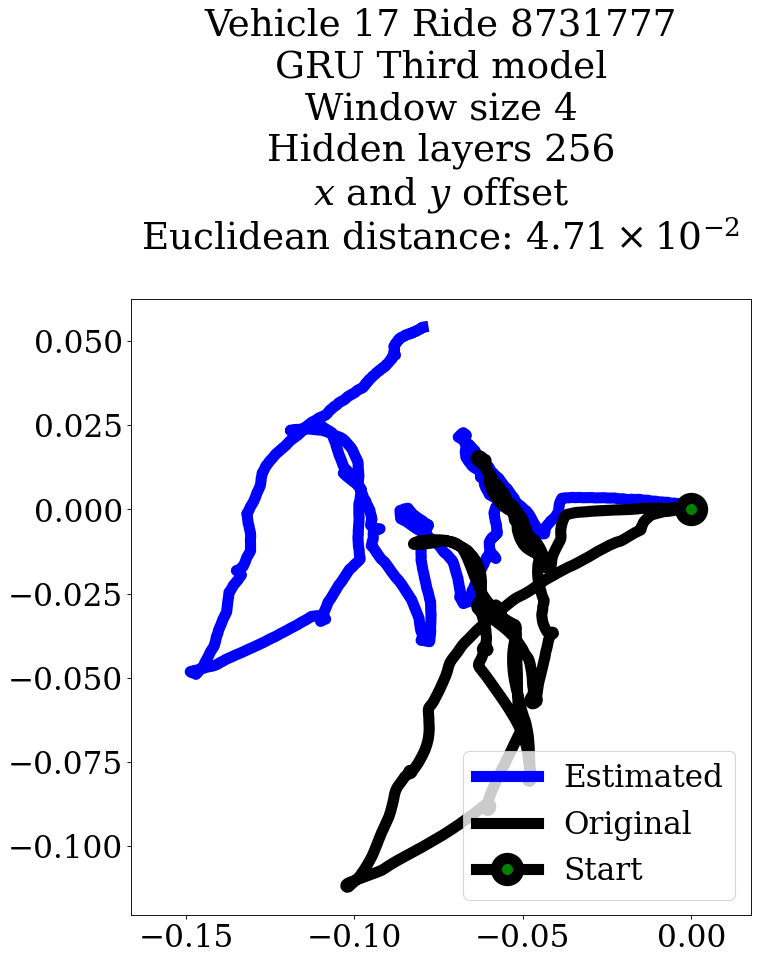 Vehicle 17 Ride 8731777
GRU Third model
Window size 4
Hidden layers 256
x and y offset
Euclidean distance: 4.71 × 10⁻²
0.050
0.025
0.000
−0.025
−0.050
−0.075
−0.100
Estimated
Original
Start
−0.15 −0.10 −0.05 0.00